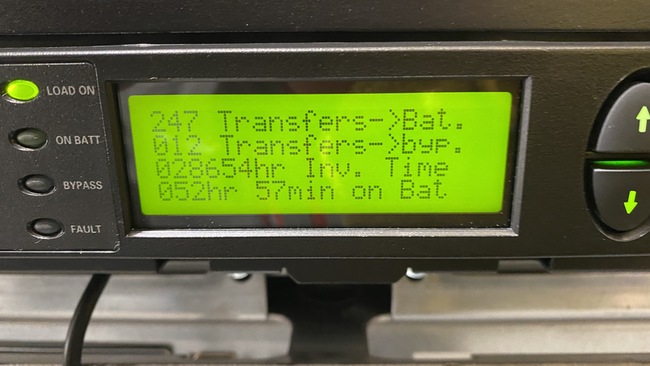 LOAD ON
ON BATT
BYPASS
FAULT
247 Transfers->Bat.
012 Transfers->byp.
028654hr Inv. Time
052hr 57min on Bat